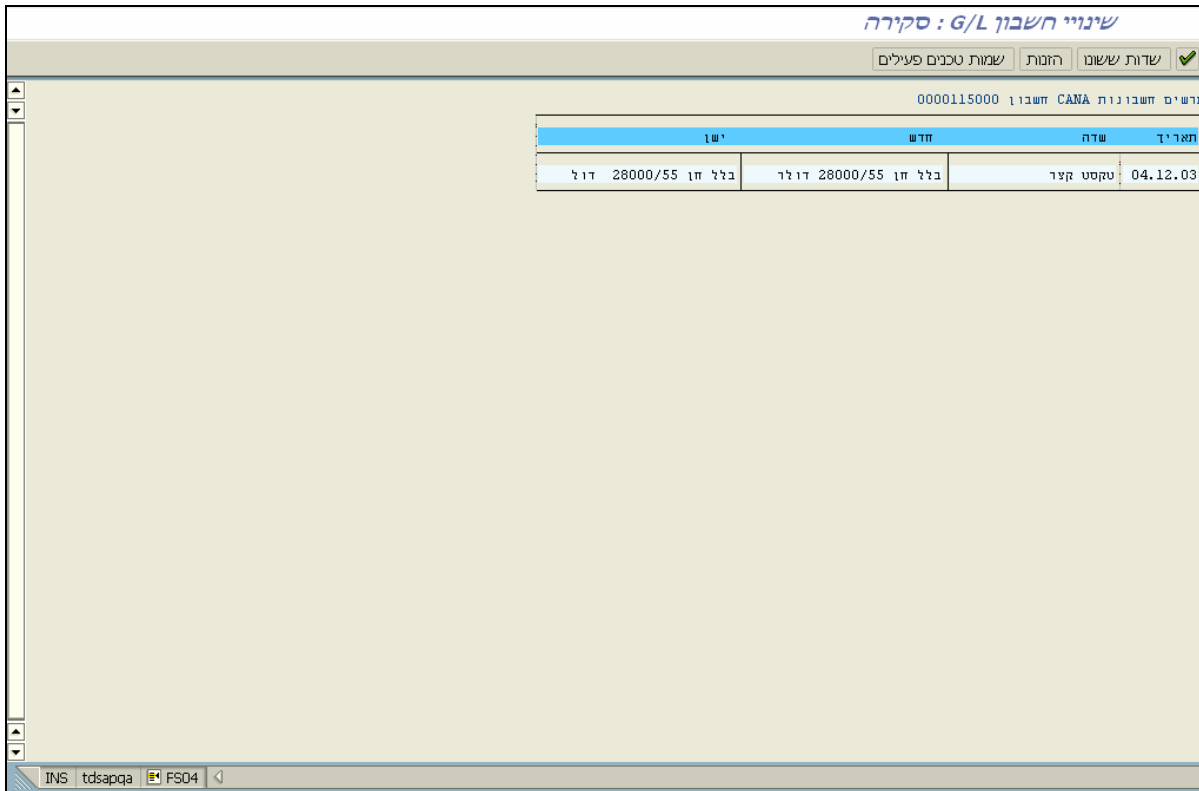 שינויי חשבון G/L : סקירה
שדות ששונו הזנות שמות טכנים פעילים
תרשים חשבונות CANA חשבון 0000115000
תאריך שדה חדש ישן
04.12.03 טקסט קצר בלל חן 28000/55 דולר בלל חן 28000/55 דול
INS tdsapqa FS04